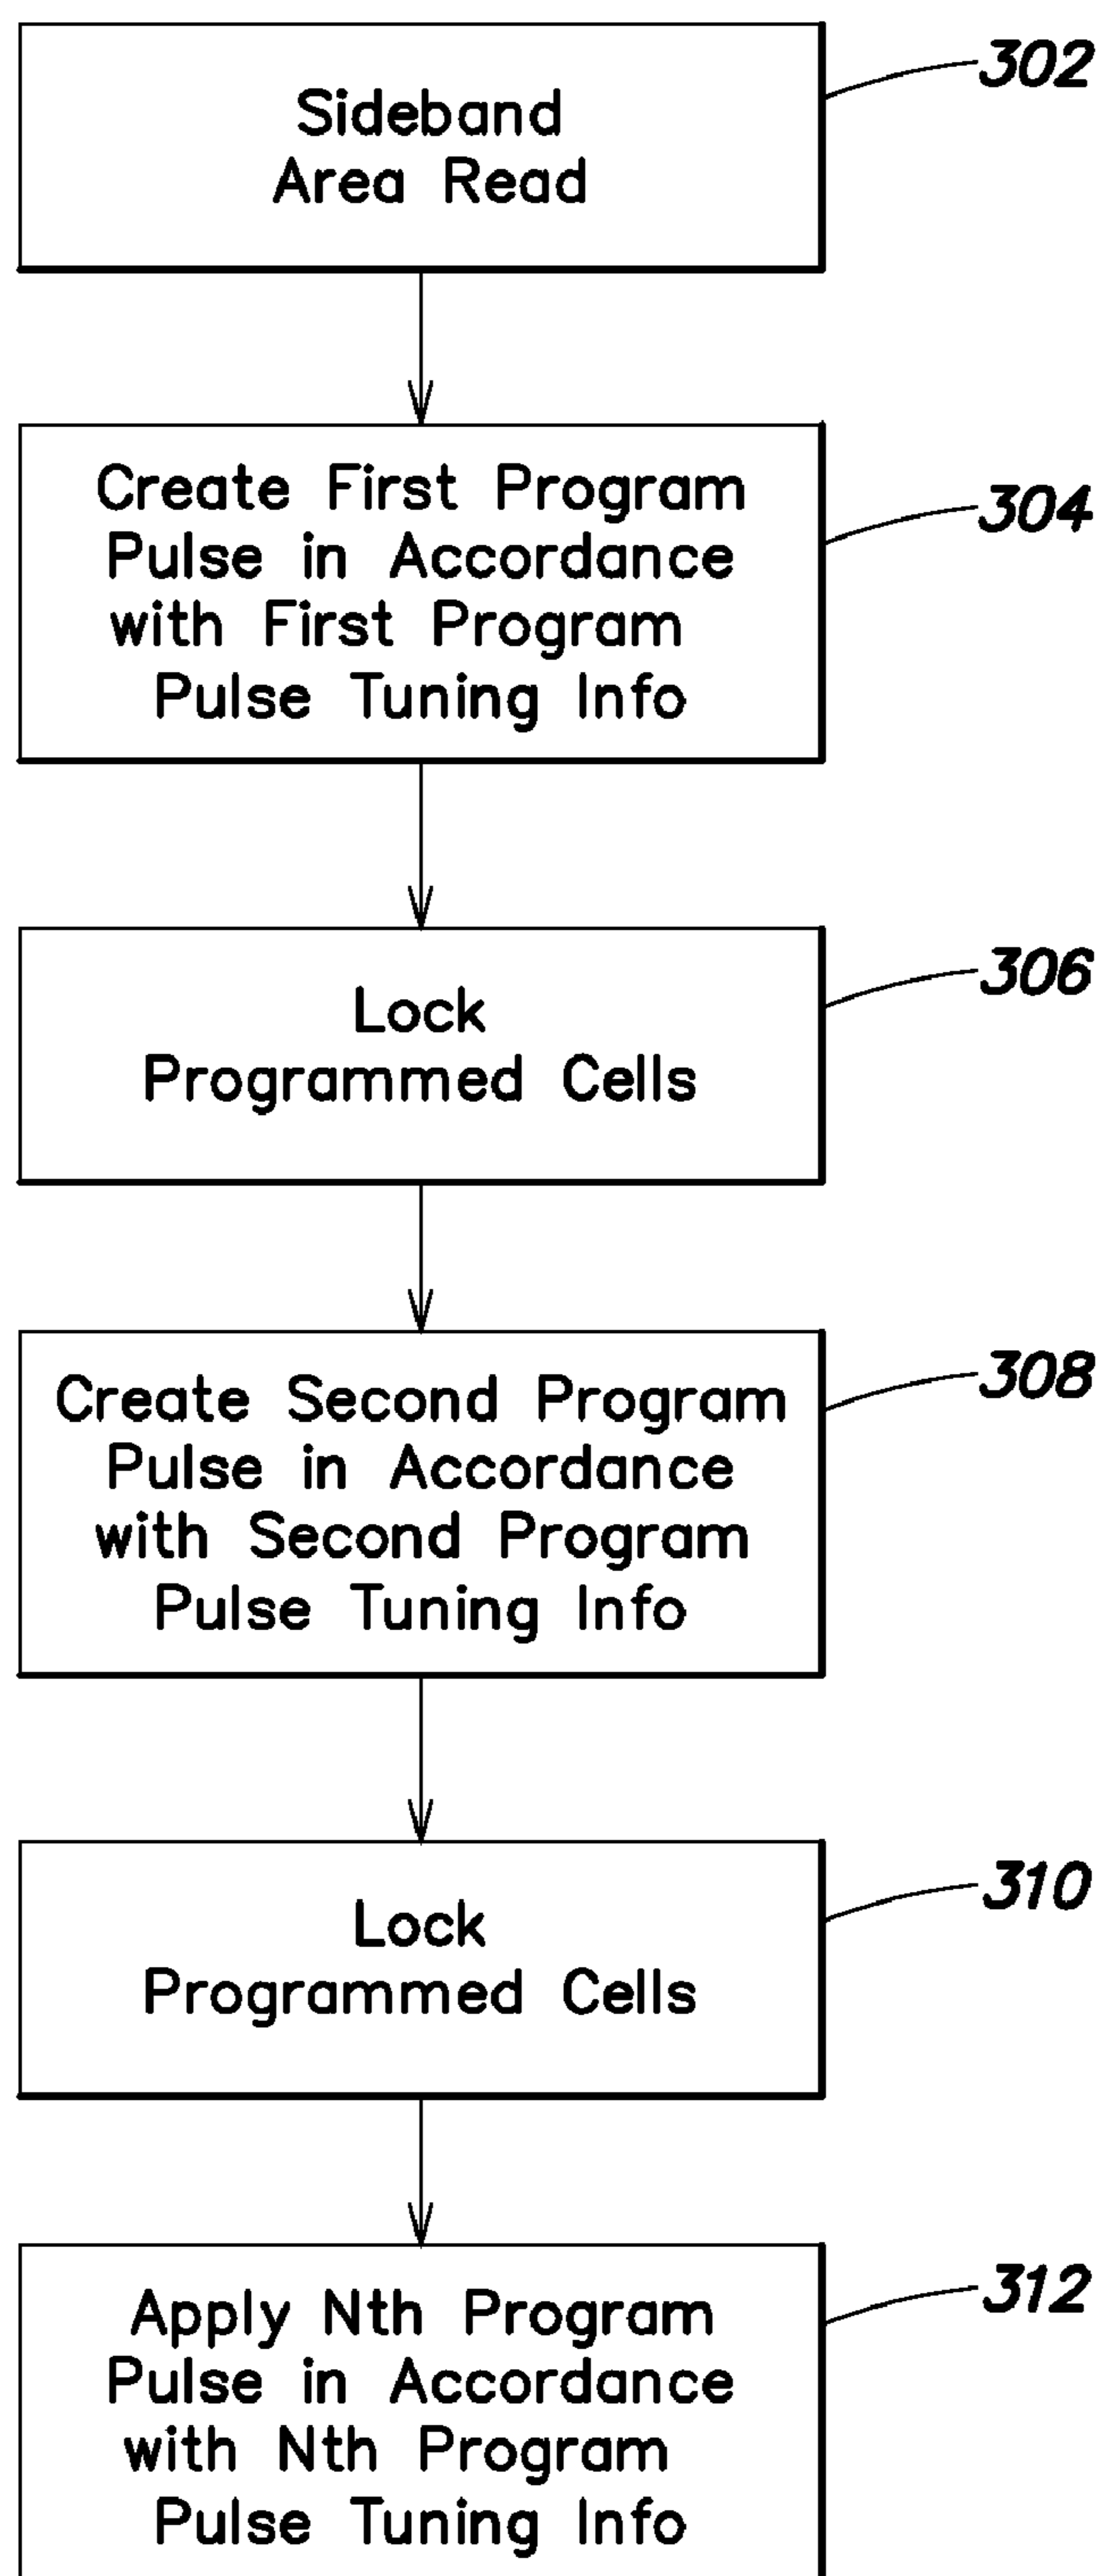 302
Sideband
Area Read
304
Create First Program
Pulse in Accordance
with First Program
Pulse Tuning Info
306
Lock
Programmed Cells
308
Create Second Program
Pulse in Accordance
with Second Program
Pulse Tuning Info
310
Lock
Programmed Cells
312
Apply Nth Program
Pulse in Accordance
with Nth Program
Pulse Tuning Info